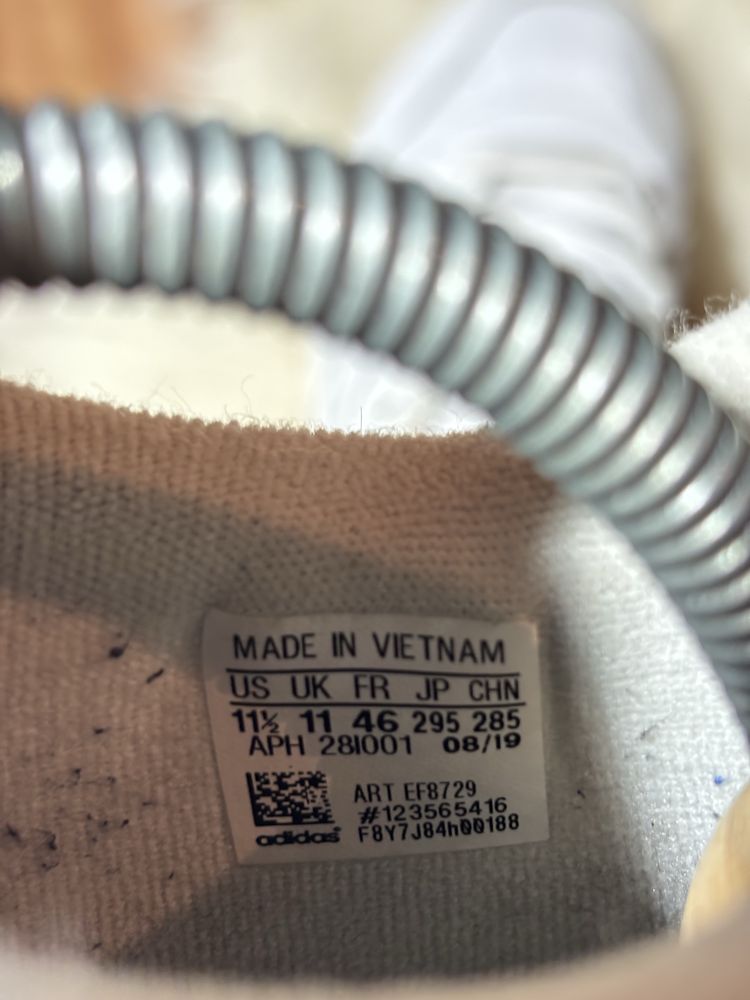 MADE IN VIETNAM
US UK FR JP CHN
11½ 11 46 295 285
APH 281001 08/19
ART EF8729
#123565416
F8Y7J84h00188
adidas